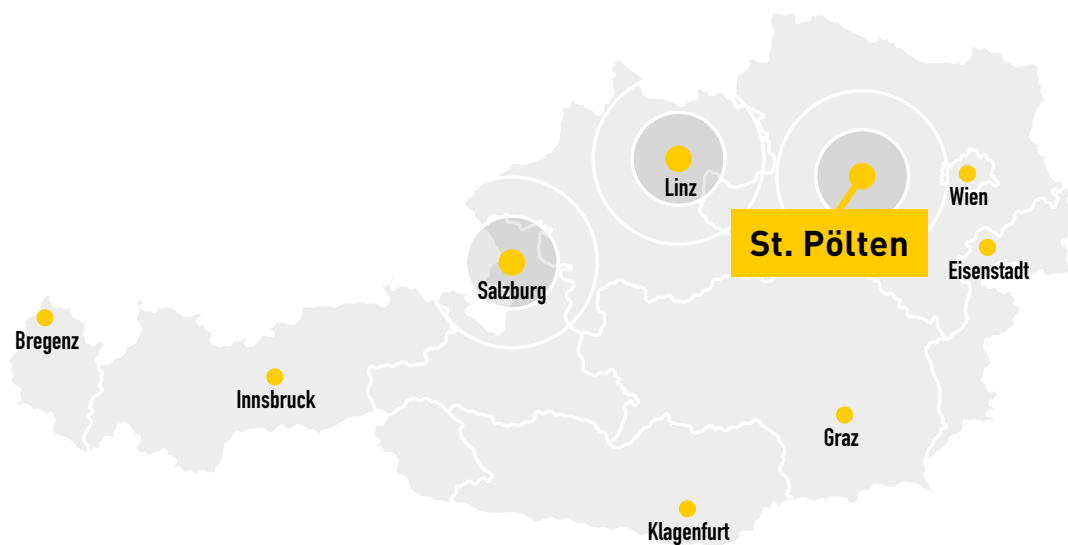 Linz
Wien
St. Pölten
Eisenstadt
Salzburg
Bregenz
Innsbruck
Graz
Klagenfurt